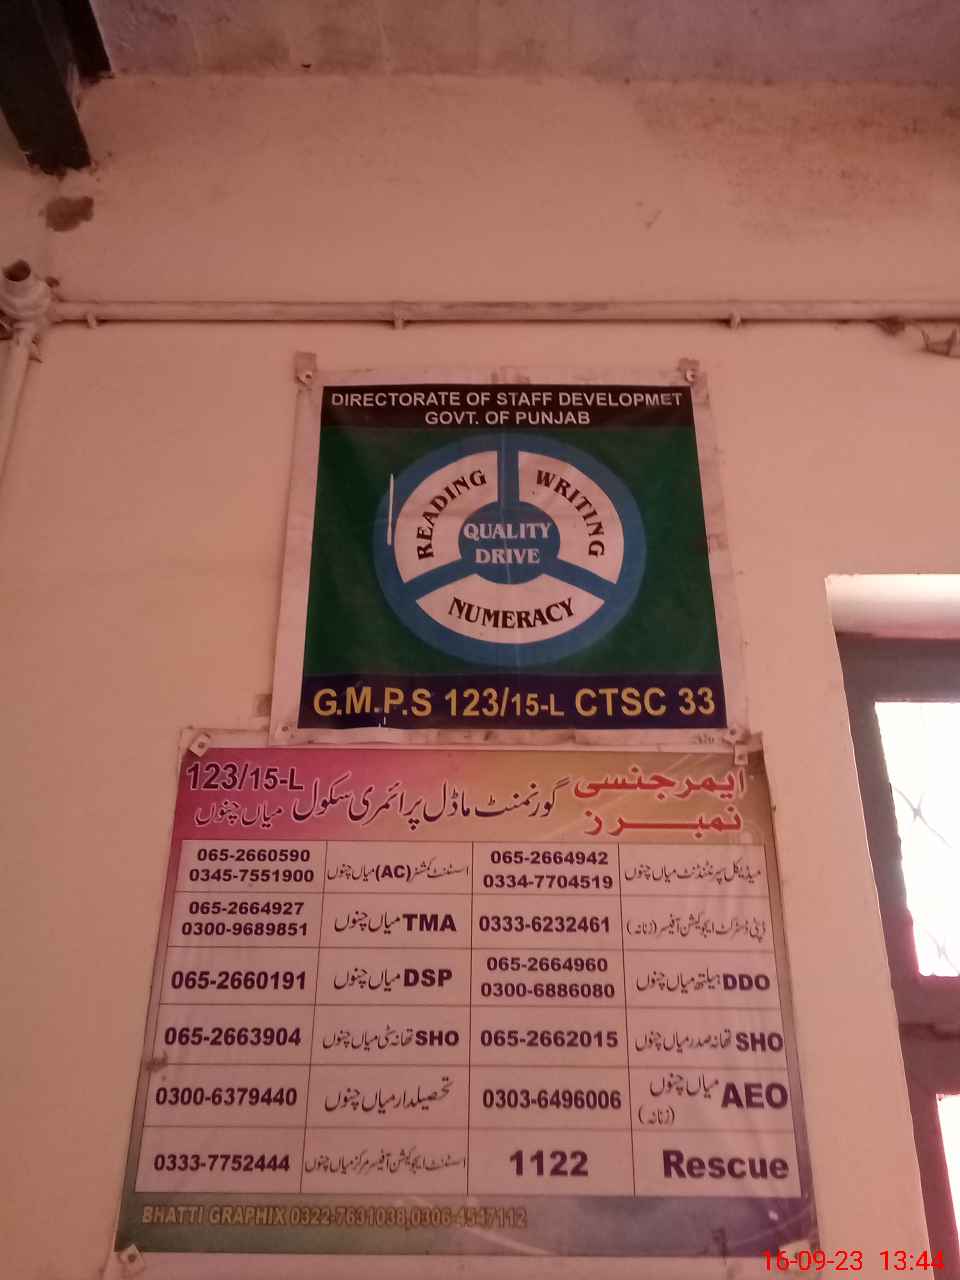 DIRECTORATE OF STAFF DEVELOPMET
GOVT. OF PUNJAB
READING
WRITING
QUALITY
DRIVE
NUMERACY
G.M.P.S 123/15-L CTSC 33
ایمرجنسی
نمبرز
گورنمنٹ ماڈل پرائمری سکول
123/15-L
میاں چنوں
میڈیکل سپرنٹنڈنٹ میاں چنوں
065-2664942
0334-7704519
اسسٹنٹ کمشنر (AC) میاں چنوں
065-2660590
0345-7551900
ڈپٹی ڈسٹرکٹ ایجوکیشن آفیسر (زنانہ)
0333-6232461
TMA میاں چنوں
065-2664927
0300-9689851
DDO ہیلتھ میاں چنوں
065-2664960
0300-6886080
DSP میاں چنوں
065-2660191
SHO تھانہ صدر میاں چنوں
065-2662015
SHO تھانہ سٹی میاں چنوں
065-2663904
AEO میاں چنوں
(زنانہ)
0303-6496006
تحصیلدار میاں چنوں
0300-6379440
Rescue
1122
اسسٹنٹ ایجوکیشن آفیسر مرکز میاں چنوں
0333-7752444
BHATTI GRAPHIX 0322-7631038,0306-4547112
16-09-23 13:44